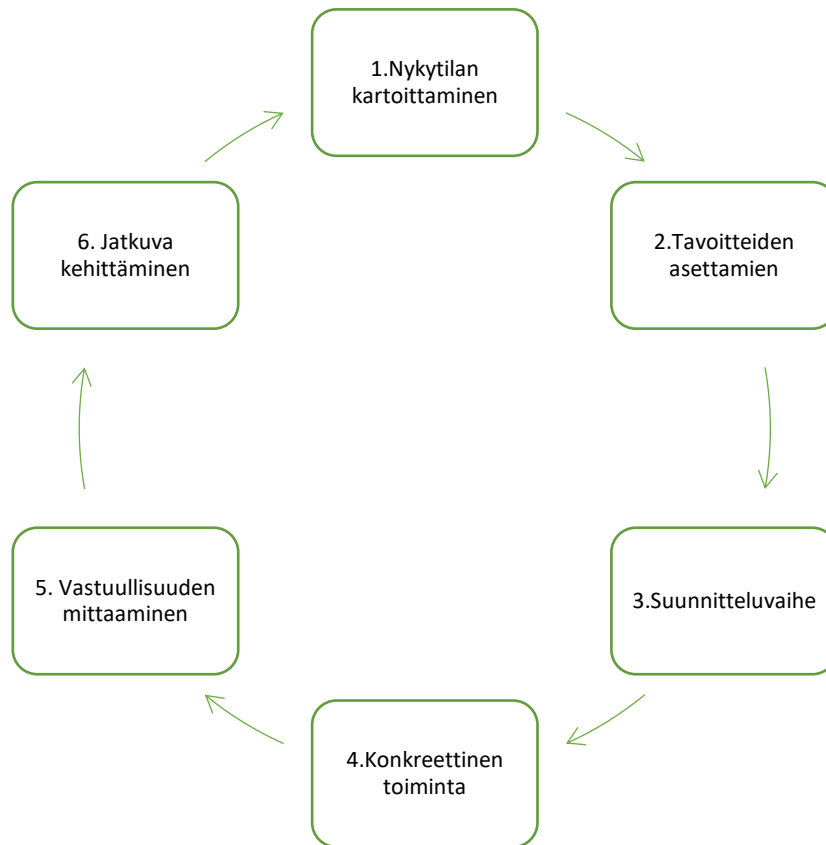 1.Nykytilan
kartoittaminen
2.Tavoitteiden
asettamien
3.Suunnitteluvaihe
4.Konkreettinen
toiminta
5. Vastuullisuuden
mittaaminen
6. Jatkuva
kehittäminen